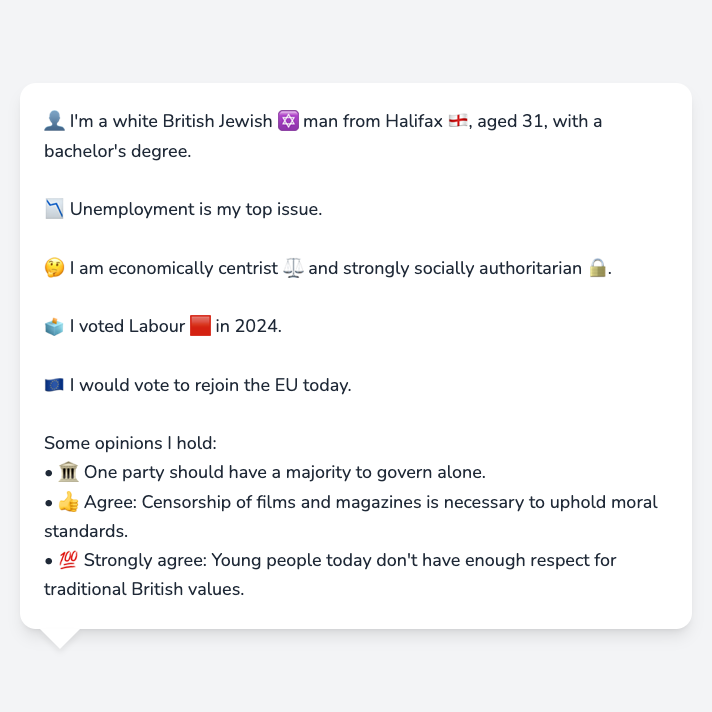 👤 I'm a white British Jewish ✡️ man from Halifax 🏴󠁧󠁢󠁥󠁮󠁧󠁿, aged 31, with a
bachelor's degree.
📉 Unemployment is my top issue.
🤔 I am economically centrist ⚖️ and strongly socially authoritarian 🔒.
🗳️ I voted Labour 🟥 in 2024.
🇪🇺 I would vote to rejoin the EU today.
Some opinions I hold:
• 🏛️ One party should have a majority to govern alone.
• 👍 Agree: Censorship of films and magazines is necessary to uphold moral
standards.
• 💯 Strongly agree: Young people today don't have enough respect for
traditional British values.